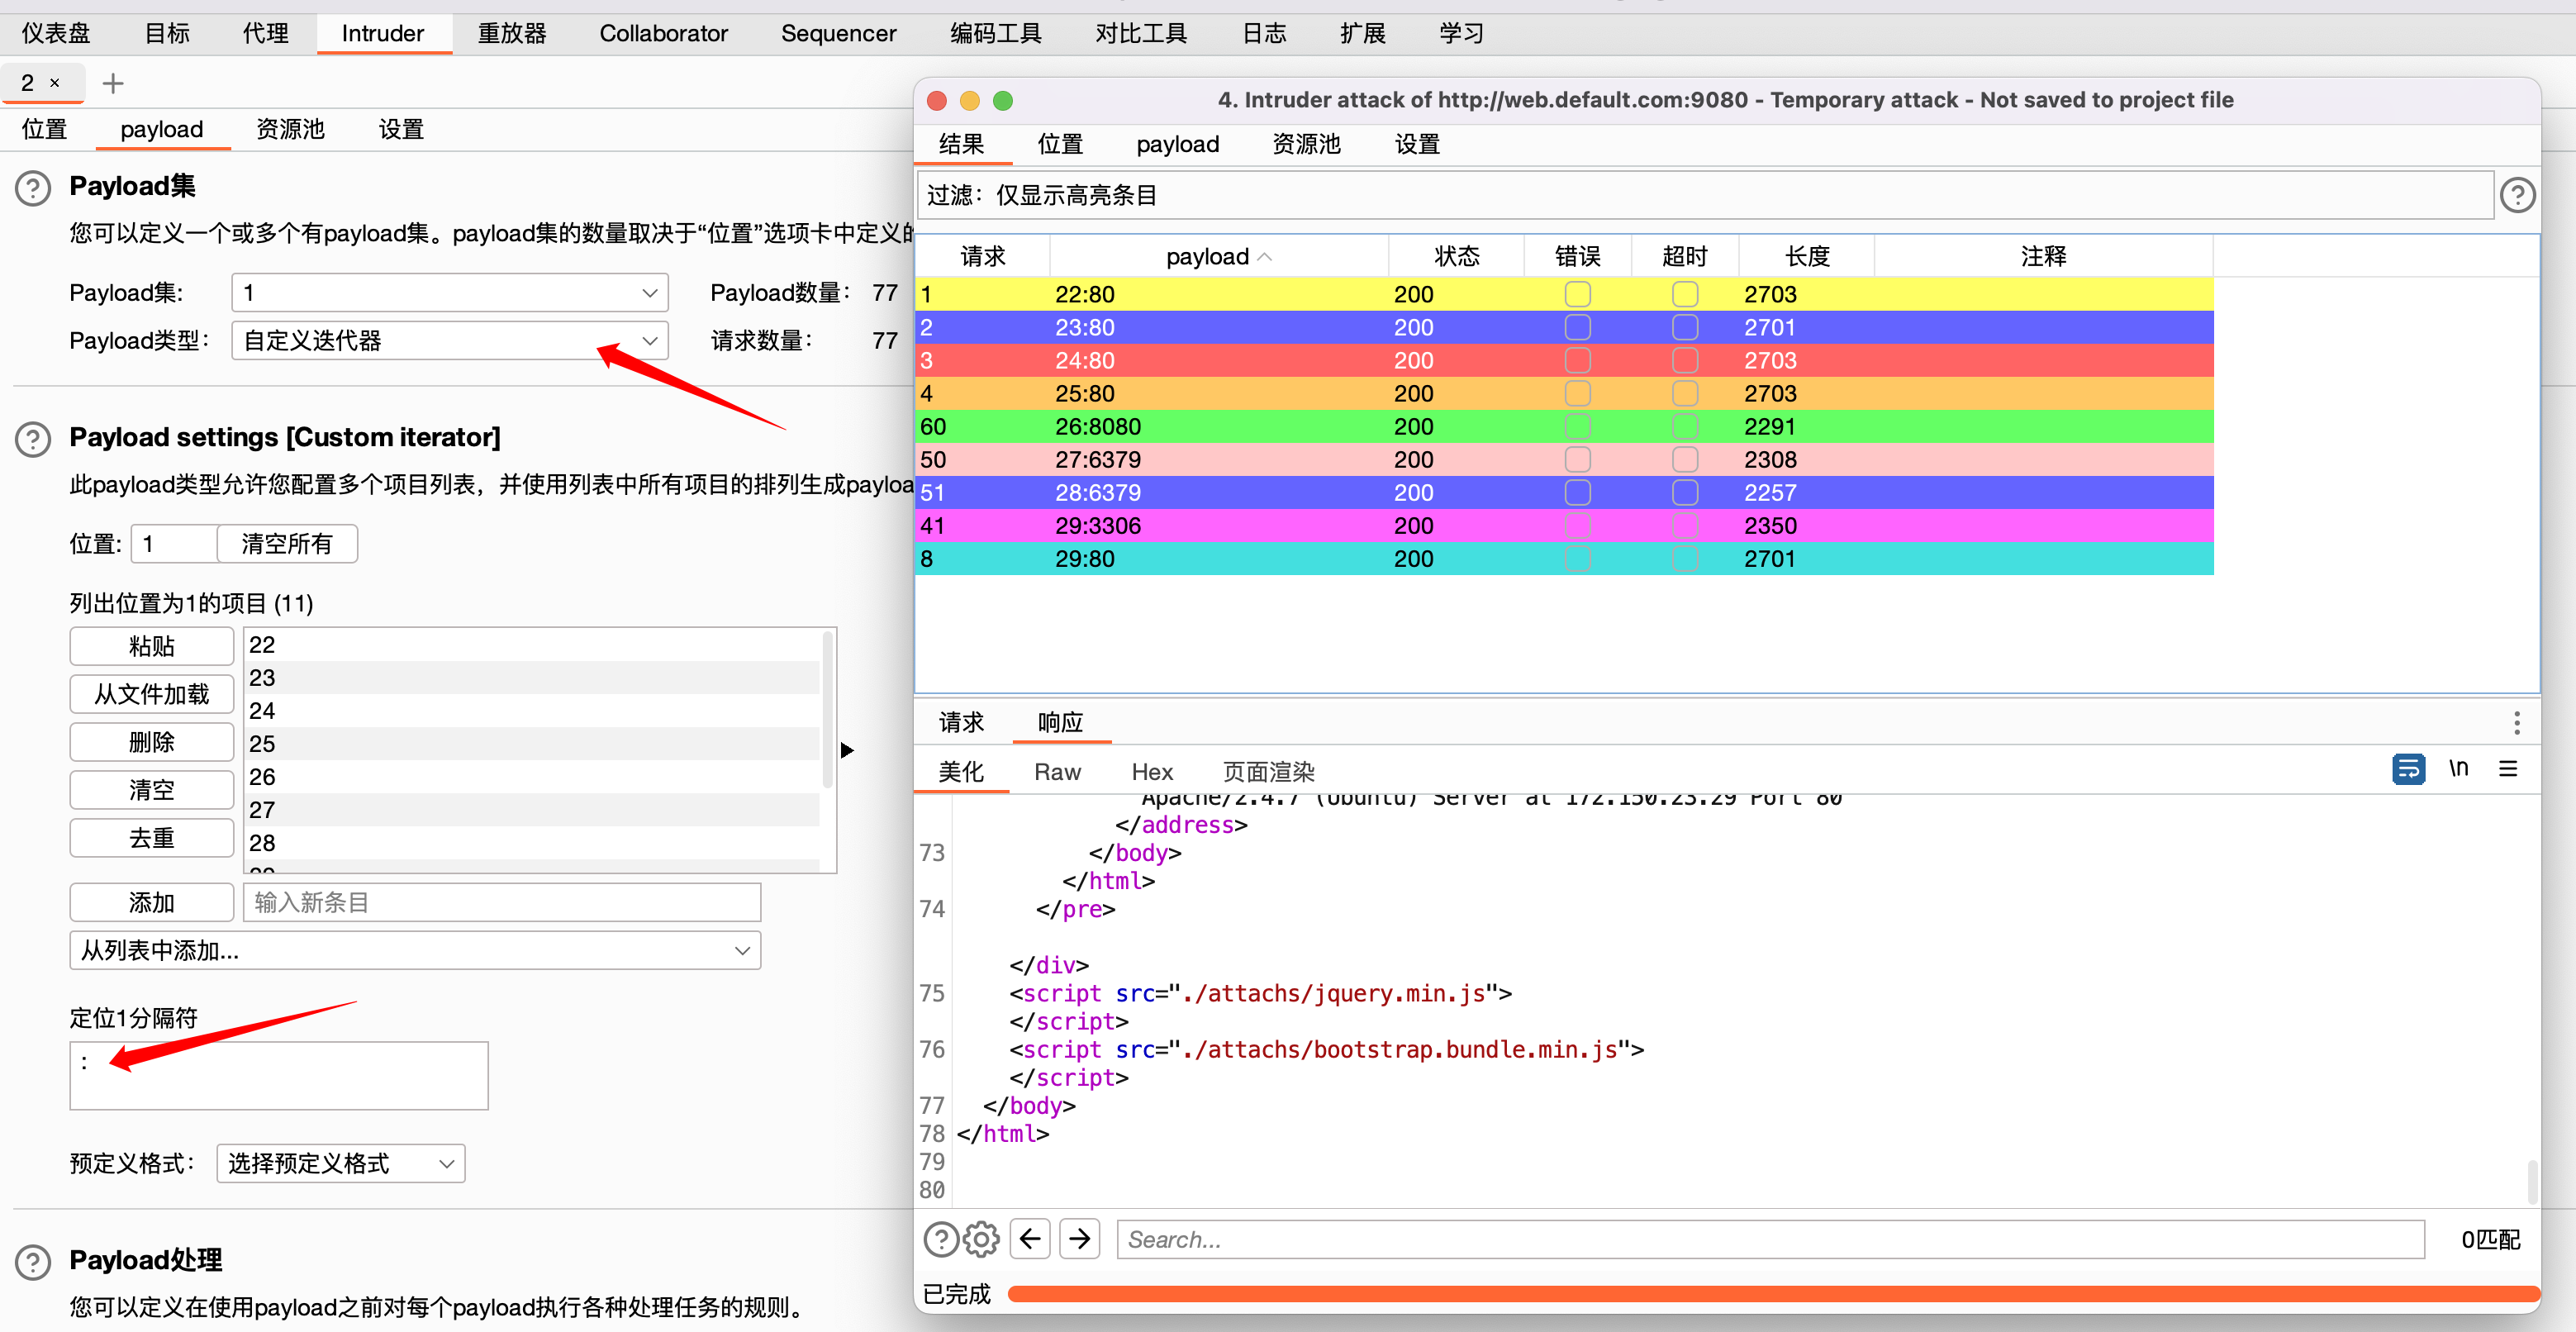 仪表盘 目标 代理 Intruder 重放器 Collaborator Sequencer 编码工具 对比工具 日志 扩展 学习
2 × +
位置 payload 资源池 设置
Payload集
您可以定义一个或多个有payload集。payload集的数量取决于“位置”选项卡中定义的
Payload集: 1 Payload数量： 77
Payload类型： 自定义迭代器 请求数量： 77
Payload settings [Custom iterator]
此payload类型允许您配置多个项目列表，并使用列表中所有项目的排列生成payloa
位置: 1 清空所有
列出位置为1的项目 (11)
粘贴
从文件加载
删除
清空
去重
22
23
24
25
26
27
28
添加 输入新条目
从列表中添加...
定位1分隔符
:
预定义格式： 选择预定义格式
Payload处理
您可以定义在使用payload之前对每个payload执行各种处理任务的规则。
4. Intruder attack of http://web.default.com:9080 - Temporary attack - Not saved to project file
结果 位置 payload 资源池 设置
过滤：仅显示高亮条目
请求 payload 状态 错误 超时 长度 注释
1 22:80 200 2703
2 23:80 200 2701
3 24:80 200 2703
4 25:80 200 2703
60 26:8080 200 2291
50 27:6379 200 2308
51 28:6379 200 2257
41 29:3306 200 2350
8 29:80 200 2701
请求 响应
美化 Raw Hex 页面渲染 \n
Apache/2.4.7 (Ubuntu) Server at 172.150.23.29 Port 80
</address>
73 </body>
</html>
74 </pre>
</div>
75 <script src="./attachs/jquery.min.js">
</script>
76 <script src="./attachs/bootstrap.bundle.min.js">
</script>
77 </body>
78 </html>
79
80
Search... 0匹配
已完成